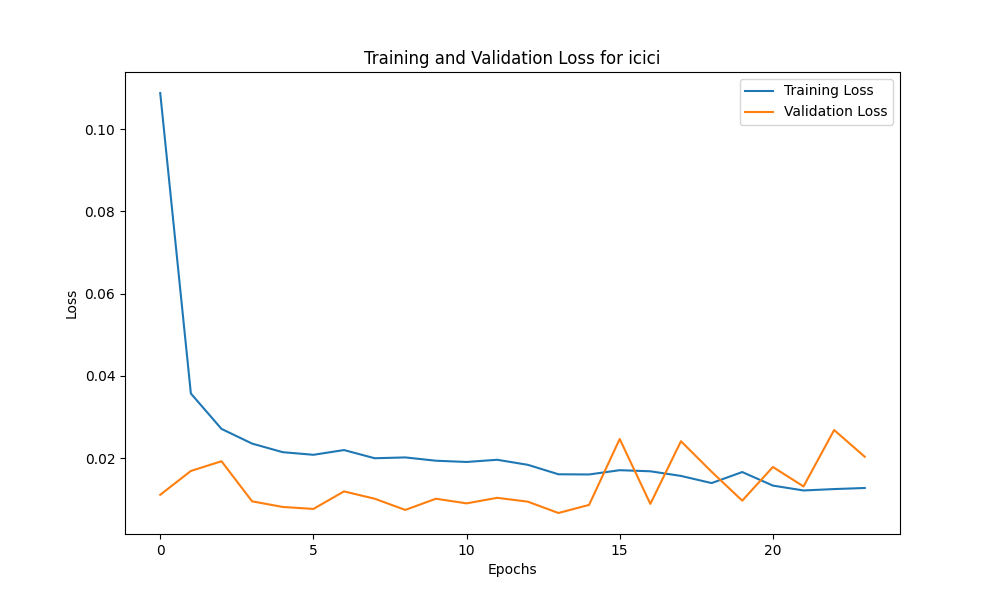 Training and Validation Loss for icici
Training Loss
Validation Loss
0.10
0.08
0.06
0.04
0.02
Loss
0 5 10 15 20
Epochs